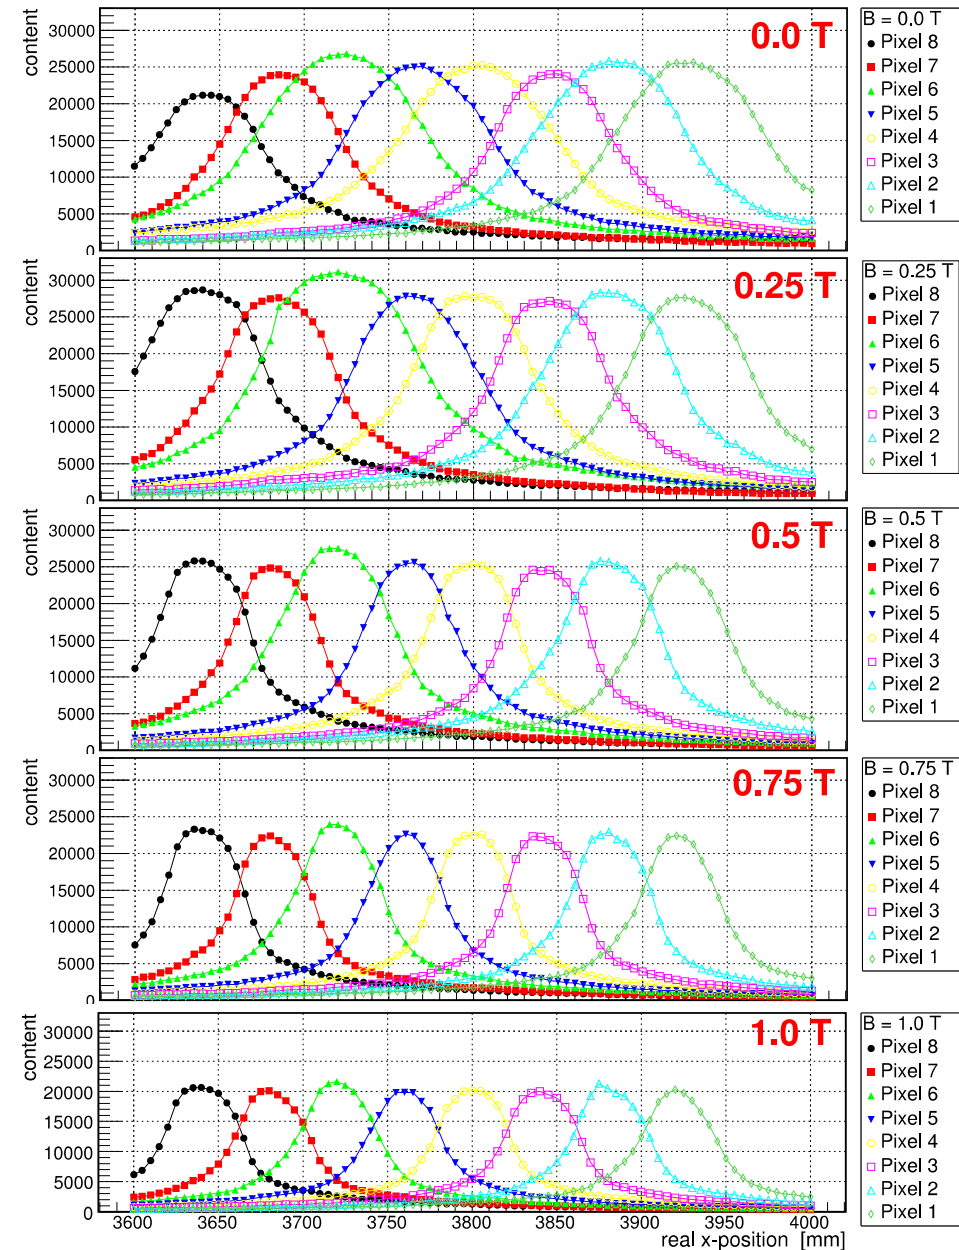 content
30000
25000
20000
15000
10000
5000
0
0.0 T
B = 0.0 T
Pixel 8
Pixel 7
Pixel 6
Pixel 5
Pixel 4
Pixel 3
Pixel 2
Pixel 1
content
30000
25000
20000
15000
10000
5000
0
0.25 T
B = 0.25 T
Pixel 8
Pixel 7
Pixel 6
Pixel 5
Pixel 4
Pixel 3
Pixel 2
Pixel 1
content
30000
25000
20000
15000
10000
5000
0
0.5 T
B = 0.5 T
Pixel 8
Pixel 7
Pixel 6
Pixel 5
Pixel 4
Pixel 3
Pixel 2
Pixel 1
content
30000
25000
20000
15000
10000
5000
0
0.75 T
B = 0.75 T
Pixel 8
Pixel 7
Pixel 6
Pixel 5
Pixel 4
Pixel 3
Pixel 2
Pixel 1
content
30000
25000
20000
15000
10000
5000
0
1.0 T
B = 1.0 T
Pixel 8
Pixel 7
Pixel 6
Pixel 5
Pixel 4
Pixel 3
Pixel 2
Pixel 1
3600 3650 3700 3750 3800 3850 3900 3950 4000
real x-position [mm]